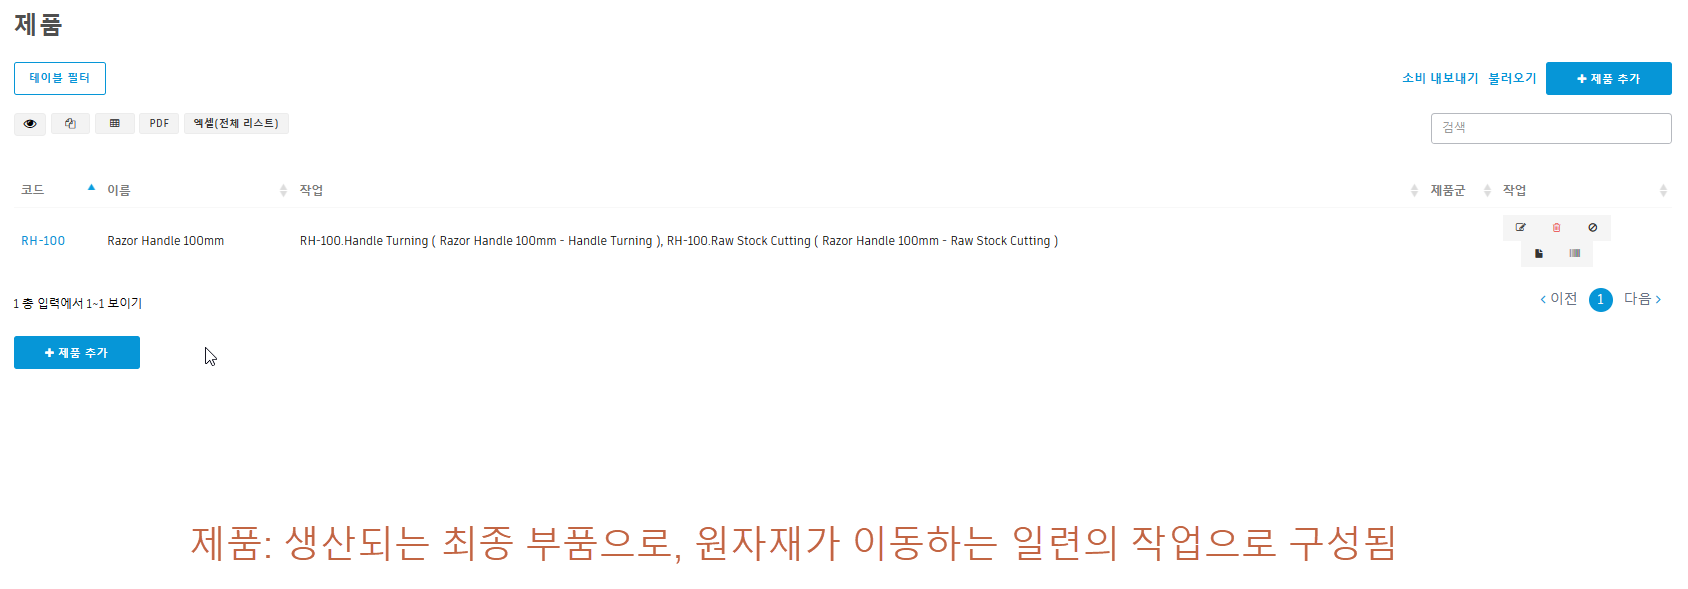 제품
테이블 필터
소비 내보내기 불러오기 제품 추가
PDF 엑셀(전체 리스트)
검색
코드 이름 작업 제품군 작업
RH-100 Razor Handle 100mm RH-100.Handle Turning ( Razor Handle 100mm - Handle Turning ), RH-100.Raw Stock Cutting ( Razor Handle 100mm - Raw Stock Cutting )
1 총 입력에서 1~1 보이기
이전 1 다음
제품 추가
제품: 생산되는 최종 부품으로, 원자재가 이동하는 일련의 작업으로 구성됨